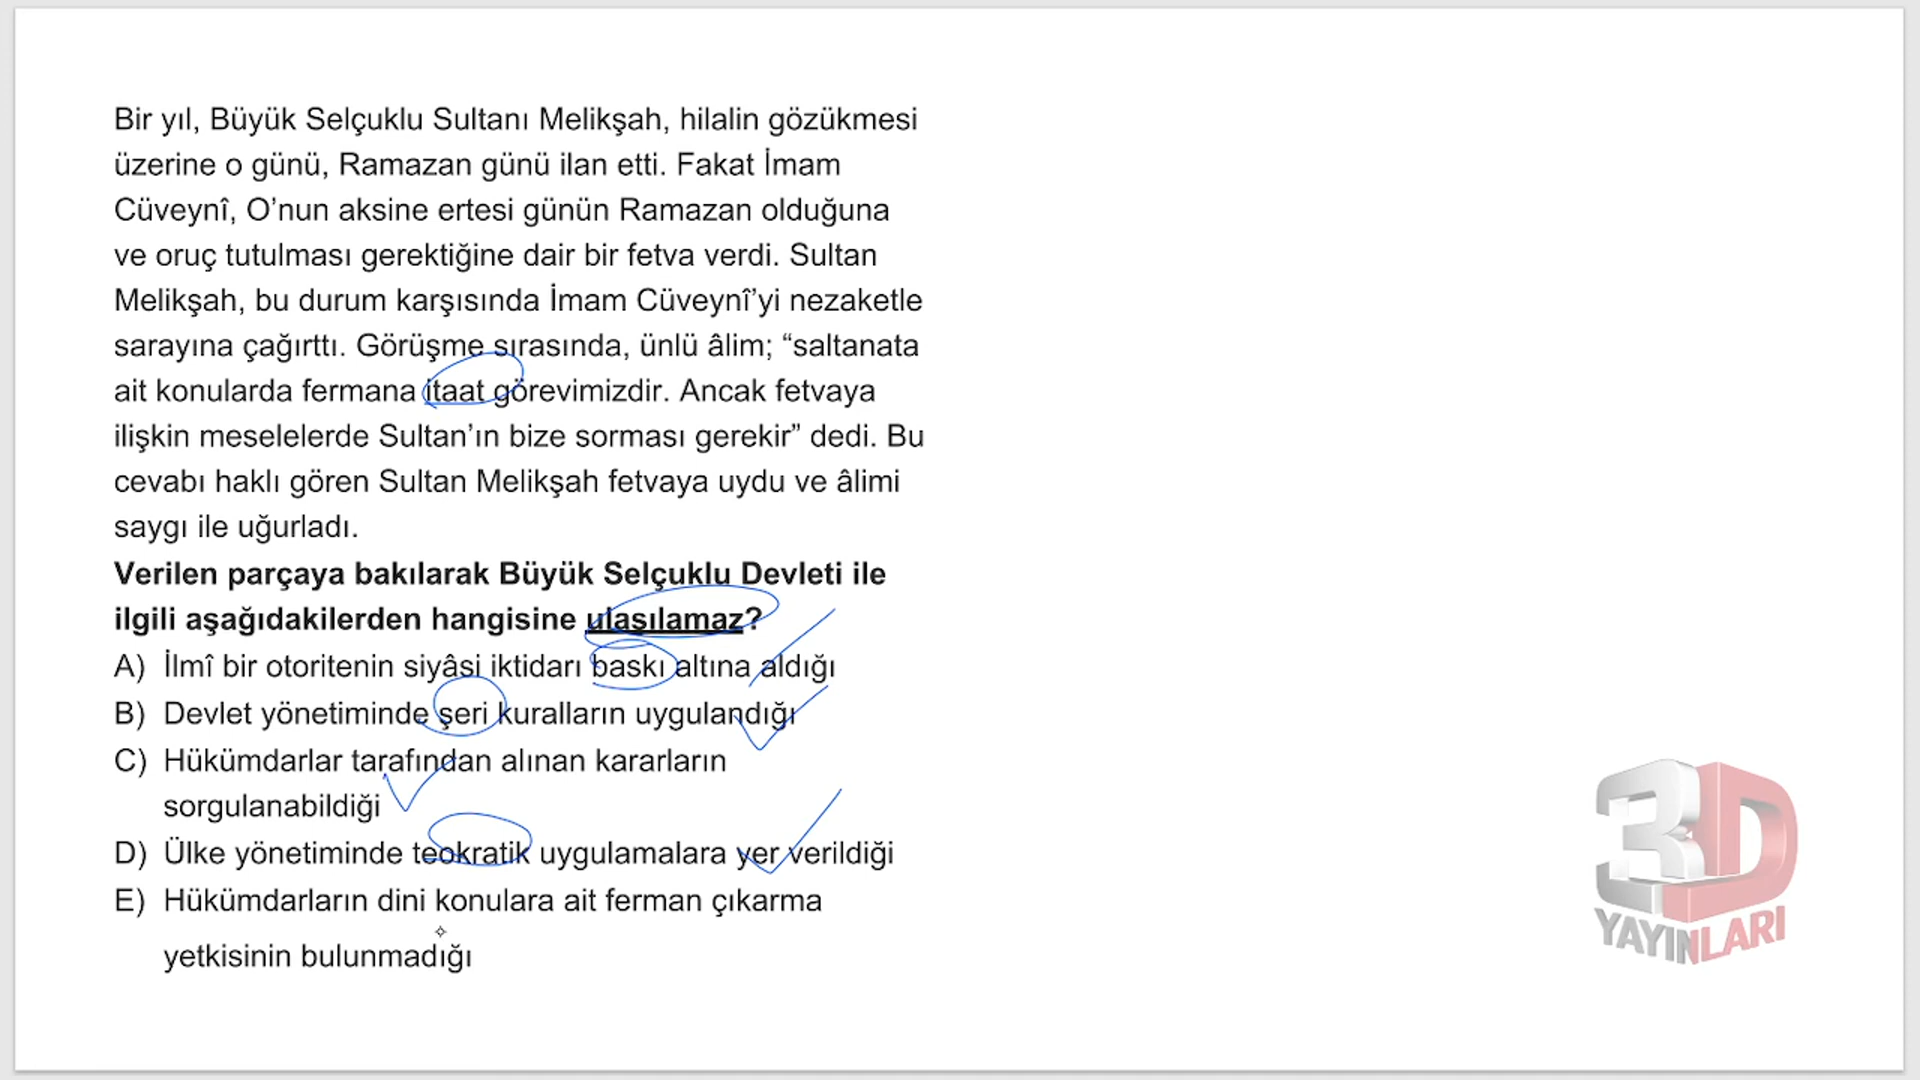 Bir yıl, Büyük Selçuklu Sultanı Melikşah, hilalin gözükmesi
üzerine o günü, Ramazan günü ilan etti. Fakat İmam
Cüveynî, O’nun aksine ertesi günün Ramazan olduğuna
ve oruç tutulması gerektiğine dair bir fetva verdi. Sultan
Melikşah, bu durum karşısında İmam Cüveynî’yi nezaketle
sarayına çağırttı. Görüşme sırasında, ünlü âlim; “saltanata
ait konularda fermana itaat görevimizdir. Ancak fetvaya
ilişkin meselelerde Sultan’ın bize sorması gerekir” dedi. Bu
cevabı haklı gören Sultan Melikşah fetvaya uydu ve âlimi
saygı ile uğurladı.
Verilen parçaya bakılarak Büyük Selçuklu Devleti ile
ilgili aşağıdakilerden hangisine ulaşılamaz?
A) İlmî bir otoritenin siyâsi iktidarı baskı altına aldığı
B) Devlet yönetiminde şeri kuralların uygulandığı
C) Hükümdarlar tarafından alınan kararların
sorgulanabildiği
D) Ülke yönetiminde teokratik uygulamalara yer verildiği
E) Hükümdarların dini konulara ait ferman çıkarma
yetkisinin bulunmadığı
3D
YAYINLARI